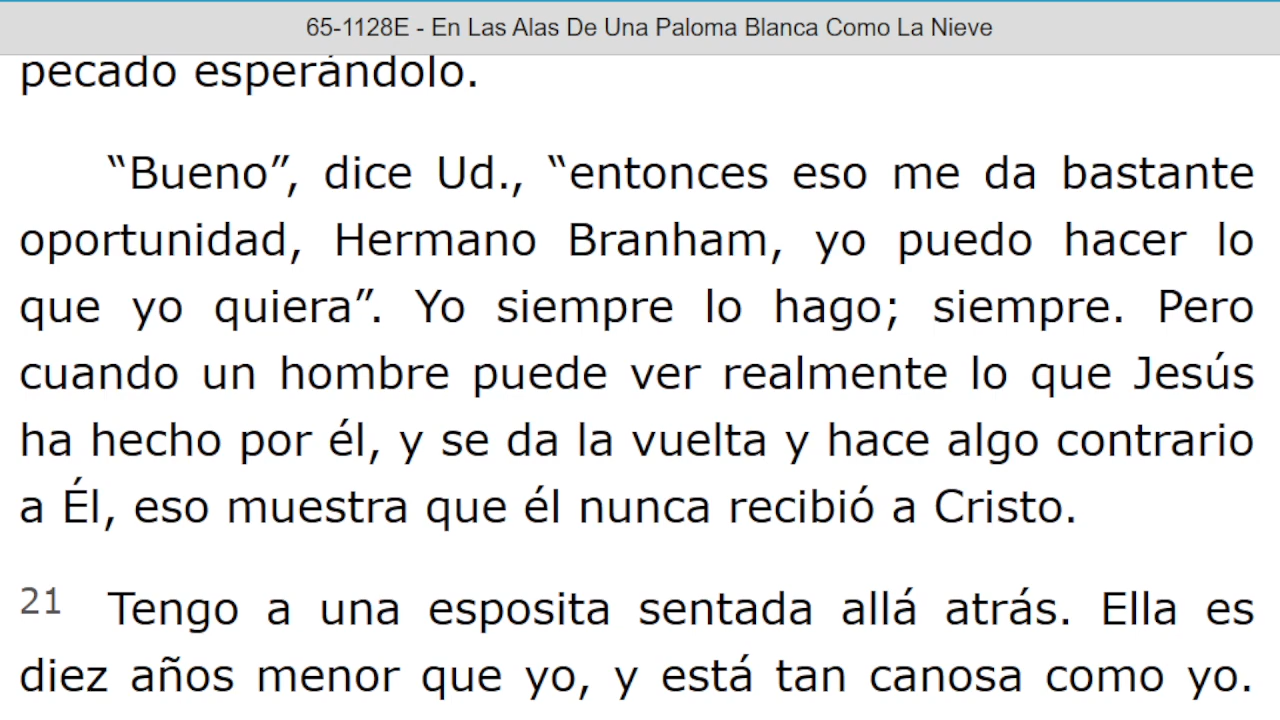 65-1128E - En Las Alas De Una Paloma Blanca Como La Nieve
pecado esperándolo.
“Bueno”, dice Ud., “entonces eso me da bastante
oportunidad, Hermano Branham, yo puedo hacer lo
que yo quiera”. Yo siempre lo hago; siempre. Pero
cuando un hombre puede ver realmente lo que Jesús
ha hecho por él, y se da la vuelta y hace algo contrario
a Él, eso muestra que él nunca recibió a Cristo.
21 Tengo a una esposita sentada allá atrás. Ella es
diez años menor que yo, y está tan canosa como yo.